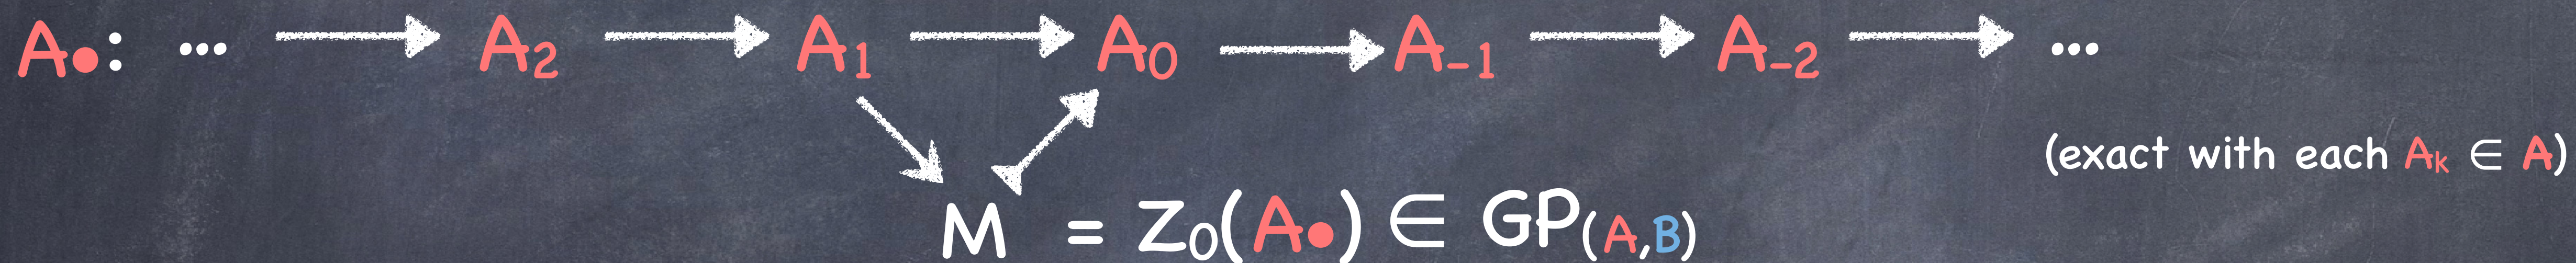 A●: ... A₂ A₁ A₀ A₋₁ A₋₂ ...
(exact with each Aₖ ∈ A)
M = Z₀(A●) ∈ GP₍A,B₎